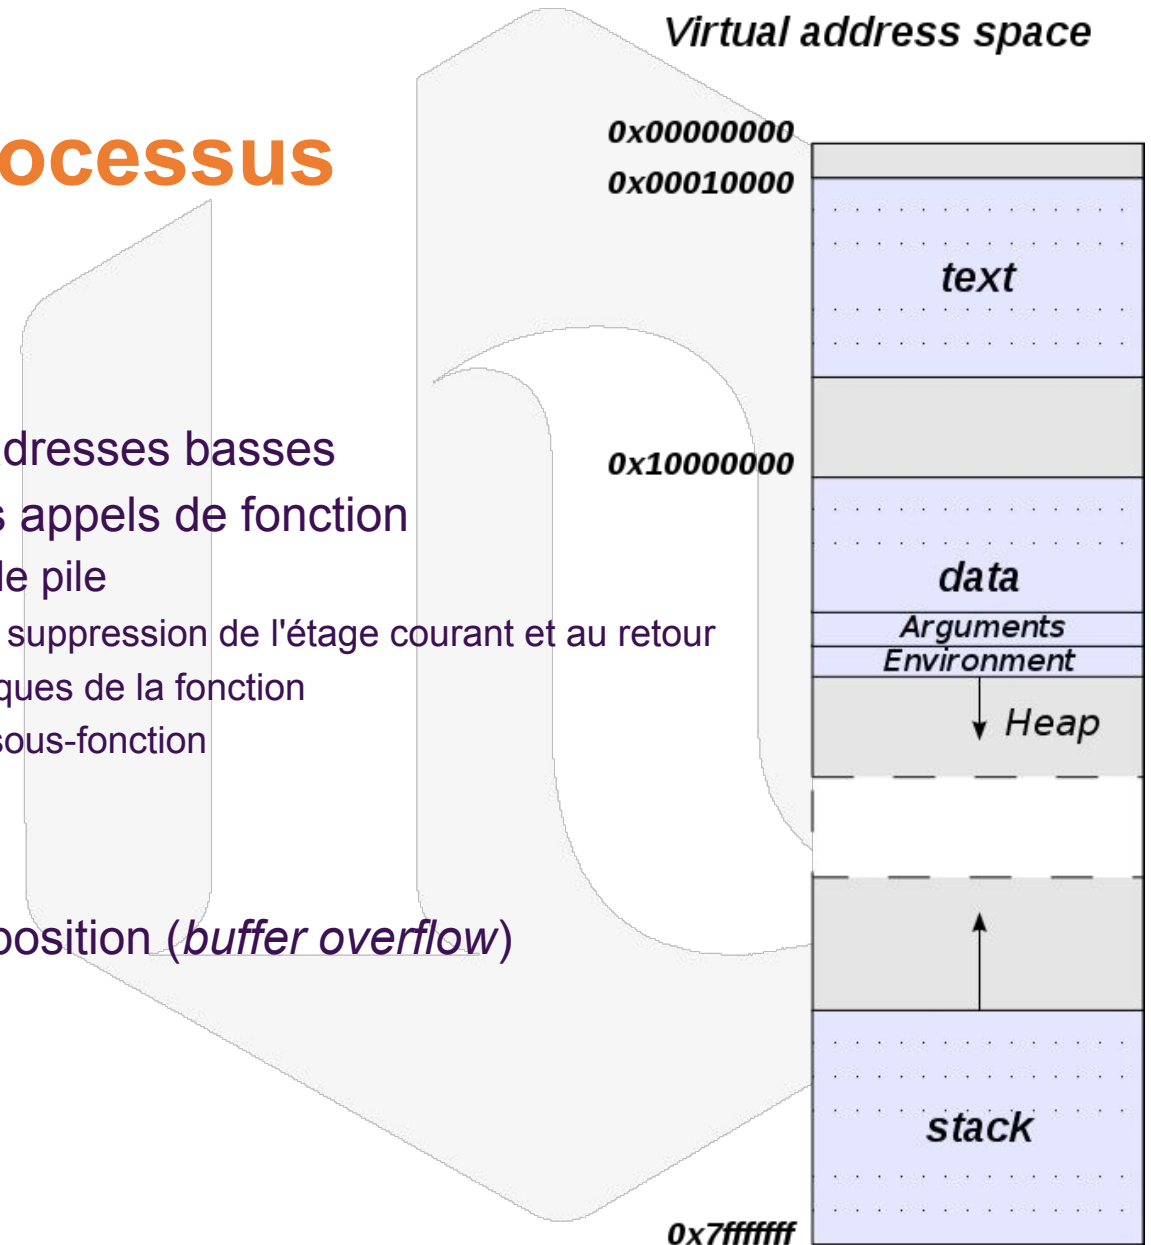 Virtual address space
ocessus
dresses basses
s appels de fonction
de pile
suppression de l'étage courant et au retour
ques de la fonction
sous-fonction
position (buffer overflow)
0x00000000
0x00010000
text
0x10000000
data
Arguments
Environment
Heap
stack
0x7fffffff